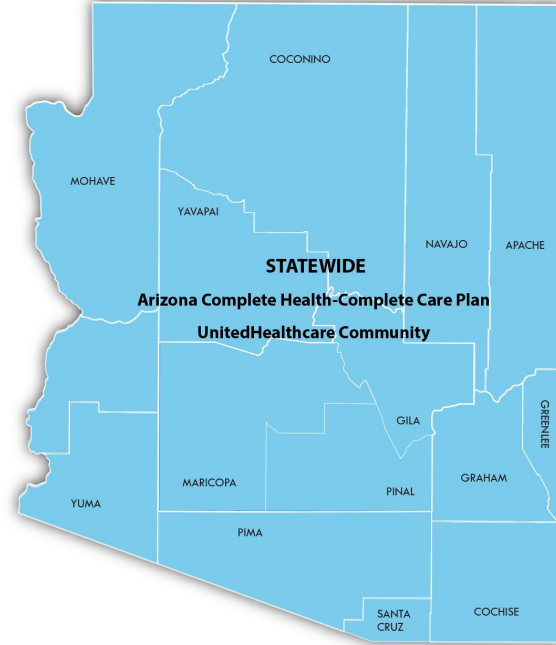 COCONINO
MOHAVE
YAVAPAI
NAVAJO
APACHE
STATEWIDE
Arizona Complete Health-Complete Care Plan
UnitedHealthcare Community
GILA
GREENLEE
MARICOPA
PINAL
GRAHAM
YUMA
PIMA
SANTA
CRUZ
COCHISE